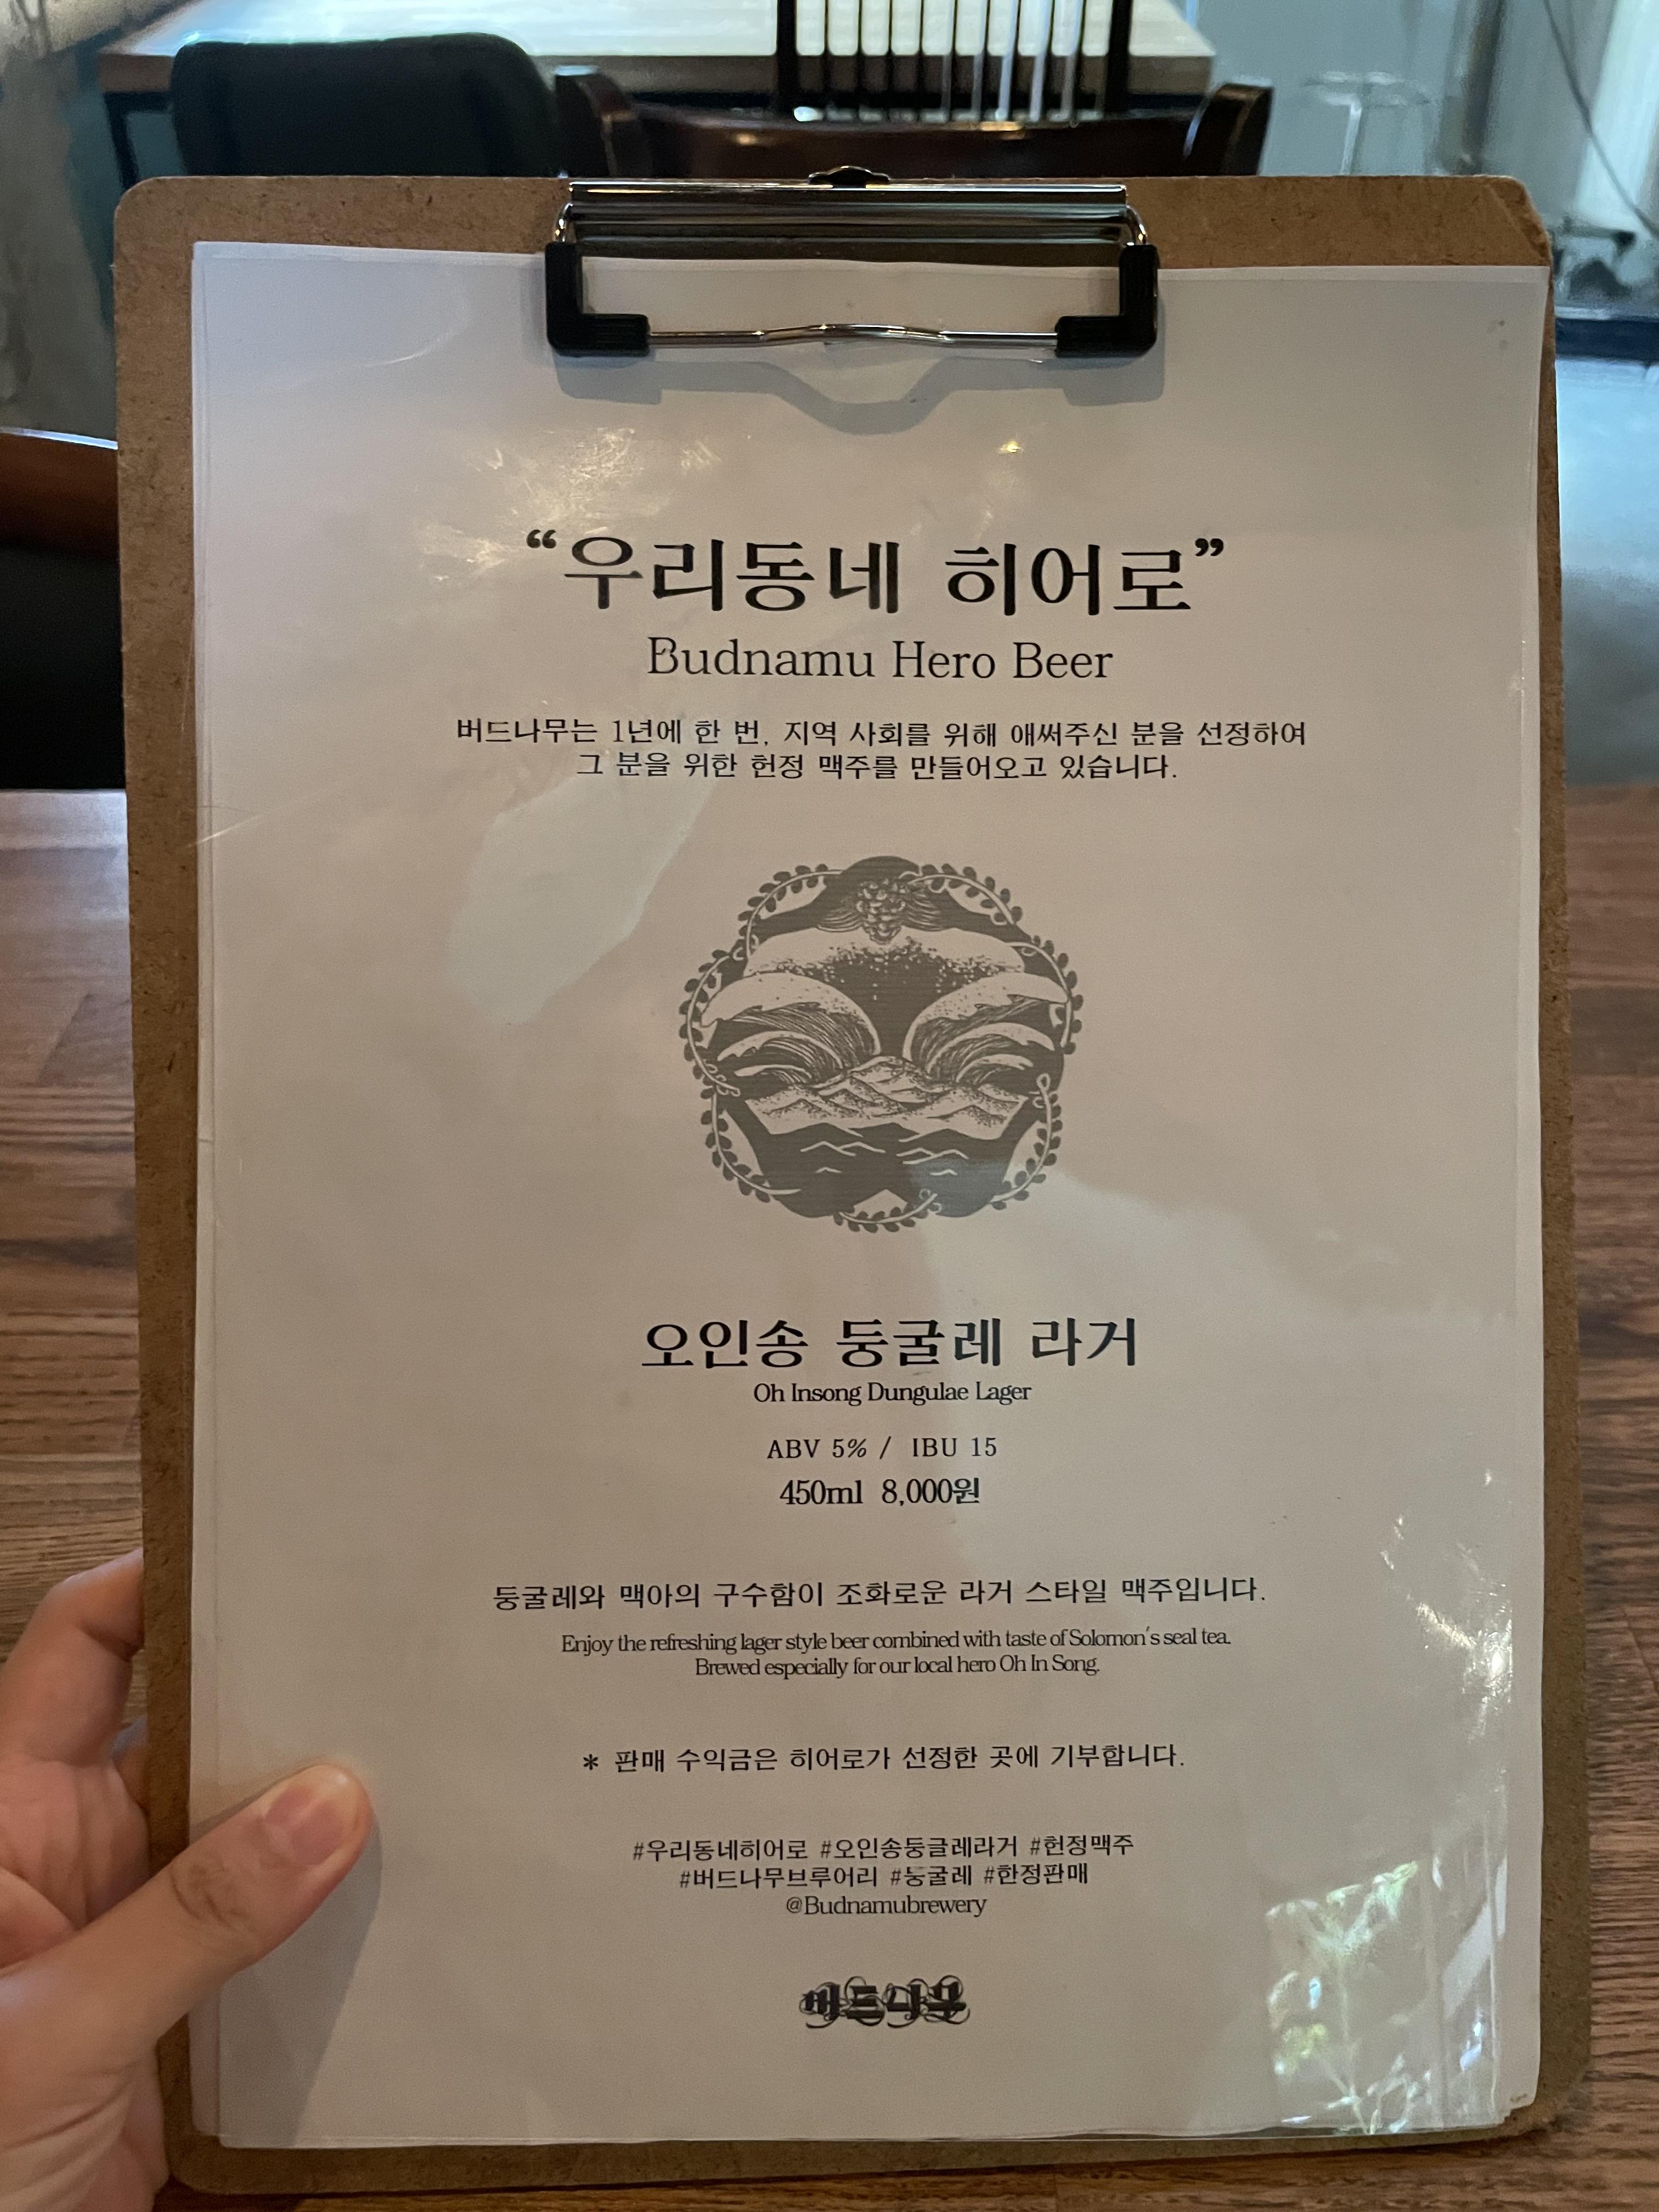 “우리동네 히어로”
Budnamu Hero Beer
버드나무는 1년에 한 번, 지역 사회를 위해 애써주신 분을 선정하여
그 분을 위한 헌정 맥주를 만들어오고 있습니다.
오인송 둥굴레 라거
Oh Insong Dungulae Lager
ABV 5% / IBU 15
450ml 8,000원
둥굴레와 맥아의 구수함이 조화로운 라거 스타일 맥주입니다.
Enjoy the refreshing lager style beer combined with taste of Solomon's seal tea.
Brewed especially for our local hero Oh In Song.
* 판매 수익금은 히어로가 선정한 곳에 기부합니다.
#우리동네히어로 #오인송둥글레라거 #헌정맥주
#버드나무브루어리 #둥굴레 #한정판매
@Budnamubrewery
버드나무